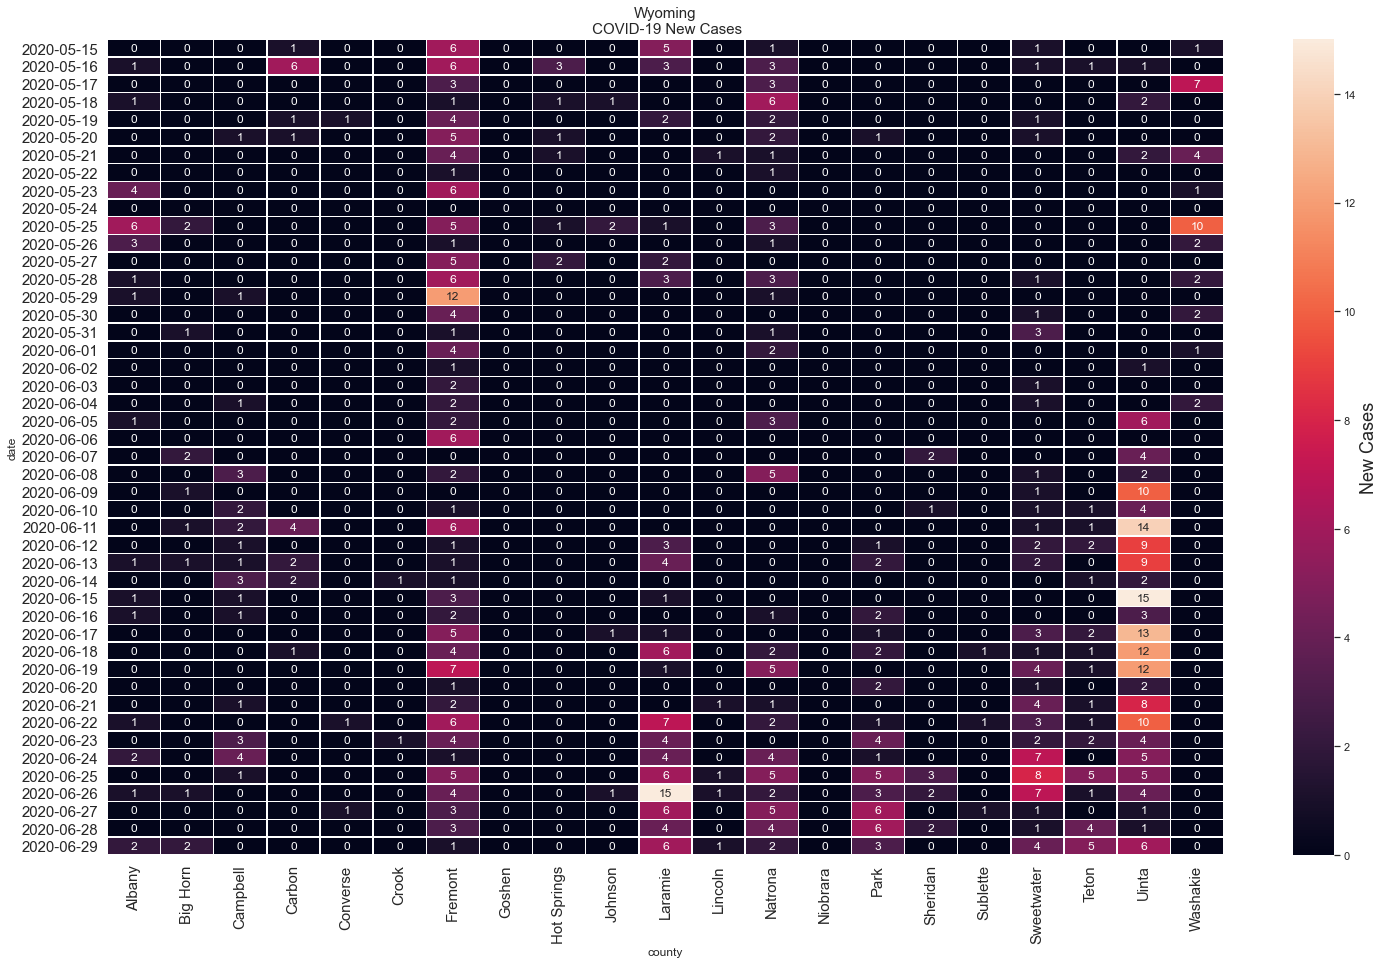 Wyoming
COVID-19 New Cases
2020-05-15 0 0 0 1 0 0 6 0 0 0 5 0 1 0 0 0 0 1 0 0 1
2020-05-16 1 0 0 6 0 0 6 0 3 0 3 0 3 0 0 0 0 1 1 1 0
2020-05-17 0 0 0 0 0 0 3 0 0 0 0 0 3 0 0 0 0 0 0 0 7
2020-05-18 1 0 0 0 0 0 1 0 1 1 0 0 6 0 0 0 0 0 0 2 0
2020-05-19 0 0 0 1 1 0 4 0 0 0 2 0 2 0 0 0 0 1 0 0 0
2020-05-20 0 0 1 1 0 0 5 0 1 0 0 0 2 0 1 0 0 1 0 0 0
2020-05-21 0 0 0 0 0 0 4 0 1 0 0 1 1 0 0 0 0 0 0 2 4
2020-05-22 0 0 0 0 0 0 1 0 0 0 0 0 1 0 0 0 0 0 0 0 0
2020-05-23 4 0 0 0 0 0 6 0 0 0 0 0 0 0 0 0 0 0 0 0 1
2020-05-24 0 0 0 0 0 0 0 0 0 0 0 0 0 0 0 0 0 0 0 0 0
2020-05-25 6 2 0 0 0 0 5 0 1 2 1 0 3 0 0 0 0 0 0 0 10
2020-05-26 3 0 0 0 0 0 1 0 0 0 0 0 1 0 0 0 0 0 0 0 2
2020-05-27 0 0 0 0 0 0 5 0 2 0 2 0 0 0 0 0 0 0 0 0 0
2020-05-28 1 0 0 0 0 0 6 0 0 0 3 0 3 0 0 0 0 1 0 0 2
2020-05-29 1 0 1 0 0 0 12 0 0 0 0 0 1 0 0 0 0 0 0 0 0
2020-05-30 0 0 0 0 0 0 4 0 0 0 0 0 0 0 0 0 0 1 0 0 2
2020-05-31 0 1 0 0 0 0 1 0 0 0 0 0 1 0 0 0 0 3 0 0 0
2020-06-01 0 0 0 0 0 0 4 0 0 0 0 0 2 0 0 0 0 0 0 0 1
2020-06-02 0 0 0 0 0 0 1 0 0 0 0 0 0 0 0 0 0 0 0 1 0
2020-06-03 0 0 0 0 0 0 2 0 0 0 0 0 0 0 0 0 0 1 0 0 0
2020-06-04 0 0 1 0 0 0 2 0 0 0 0 0 0 0 0 0 0 1 0 0 2
2020-06-05 1 0 0 0 0 0 2 0 0 0 0 0 3 0 0 0 0 0 0 6 0
2020-06-06 0 0 0 0 0 0 6 0 0 0 0 0 0 0 0 0 0 0 0 0 0
2020-06-07 0 2 0 0 0 0 0 0 0 0 0 0 0 0 0 2 0 0 0 4 0
2020-06-08 0 0 3 0 0 0 2 0 0 0 0 0 5 0 0 0 0 1 0 2 0
2020-06-09 0 1 0 0 0 0 0 0 0 0 0 0 0 0 0 0 0 1 0 10 0
2020-06-10 0 0 2 0 0 0 1 0 0 0 0 0 0 0 0 1 0 1 1 4 0
2020-06-11 0 1 2 4 0 0 6 0 0 0 0 0 0 0 0 0 0 1 1 14 0
2020-06-12 0 0 1 0 0 0 1 0 0 0 3 0 0 0 1 0 0 2 2 9 0
2020-06-13 1 1 1 2 0 0 1 0 0 0 4 0 0 0 2 0 0 2 0 9 0
2020-06-14 0 0 3 2 0 1 1 0 0 0 0 0 0 0 0 0 0 0 1 2 0
2020-06-15 1 0 1 0 0 0 3 0 0 0 1 0 0 0 0 0 0 0 0 15 0
2020-06-16 1 0 1 0 0 0 2 0 0 0 0 0 1 0 2 0 0 0 0 3 0
2020-06-17 0 0 0 0 0 0 5 0 0 1 1 0 0 0 1 0 0 3 2 13 0
2020-06-18 0 0 0 1 0 0 4 0 0 0 6 0 2 0 2 0 1 1 1 12 0
2020-06-19 0 0 0 0 0 0 7 0 0 0 1 0 5 0 0 0 0 4 1 12 0
2020-06-20 0 0 0 0 0 0 1 0 0 0 0 0 0 0 2 0 0 1 0 2 0
2020-06-21 0 0 1 0 0 0 2 0 0 0 0 1 1 0 0 0 0 4 1 8 0
2020-06-22 1 0 0 0 1 0 6 0 0 0 7 0 2 0 1 0 1 3 1 10 0
2020-06-23 0 0 3 0 0 1 4 0 0 0 4 0 0 0 4 0 0 2 2 4 0
2020-06-24 2 0 4 0 0 0 1 0 0 0 4 0 4 0 1 0 0 7 0 5 0
2020-06-25 0 0 1 0 0 0 5 0 0 0 6 1 5 0 5 3 0 8 5 5 0
2020-06-26 1 1 0 0 0 0 4 0 0 1 15 1 2 0 3 2 0 7 1 4 0
2020-06-27 0 0 0 0 1 0 3 0 0 0 6 0 5 0 6 0 1 1 0 1 0
2020-06-28 0 0 0 0 0 0 3 0 0 0 4 0 4 0 6 2 0 1 4 1 0
2020-06-29 2 2 0 0 0 0 1 0 0 0 6 1 2 0 3 0 0 4 5 6 0
date
Albany Big Horn Campbell Carbon Converse Crook Fremont Goshen Hot Springs Johnson Laramie Lincoln Natrona Niobrara Park Sheridan Sublette Sweetwater Teton Uinta Washakie
county
14
12
10
8
6
4
2
0
New Cases